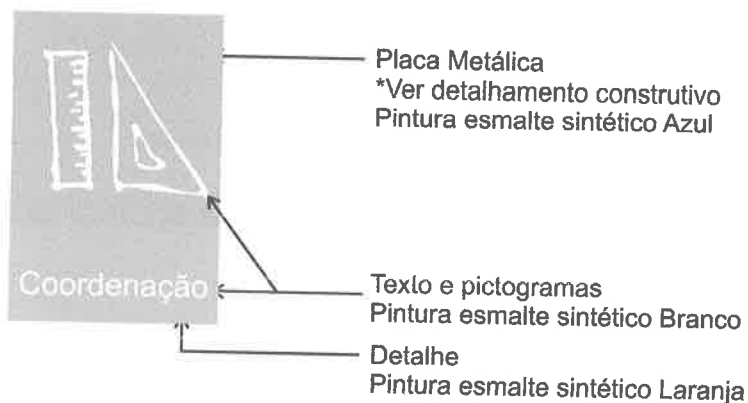 Placa Metálica
*Ver detalhamento construtivo
Pintura esmalte sintético Azul
Coordenação
Texto e pictogramas
Pintura esmalte sintético Branco
Detalhe
Pintura esmalte sintético Laranja